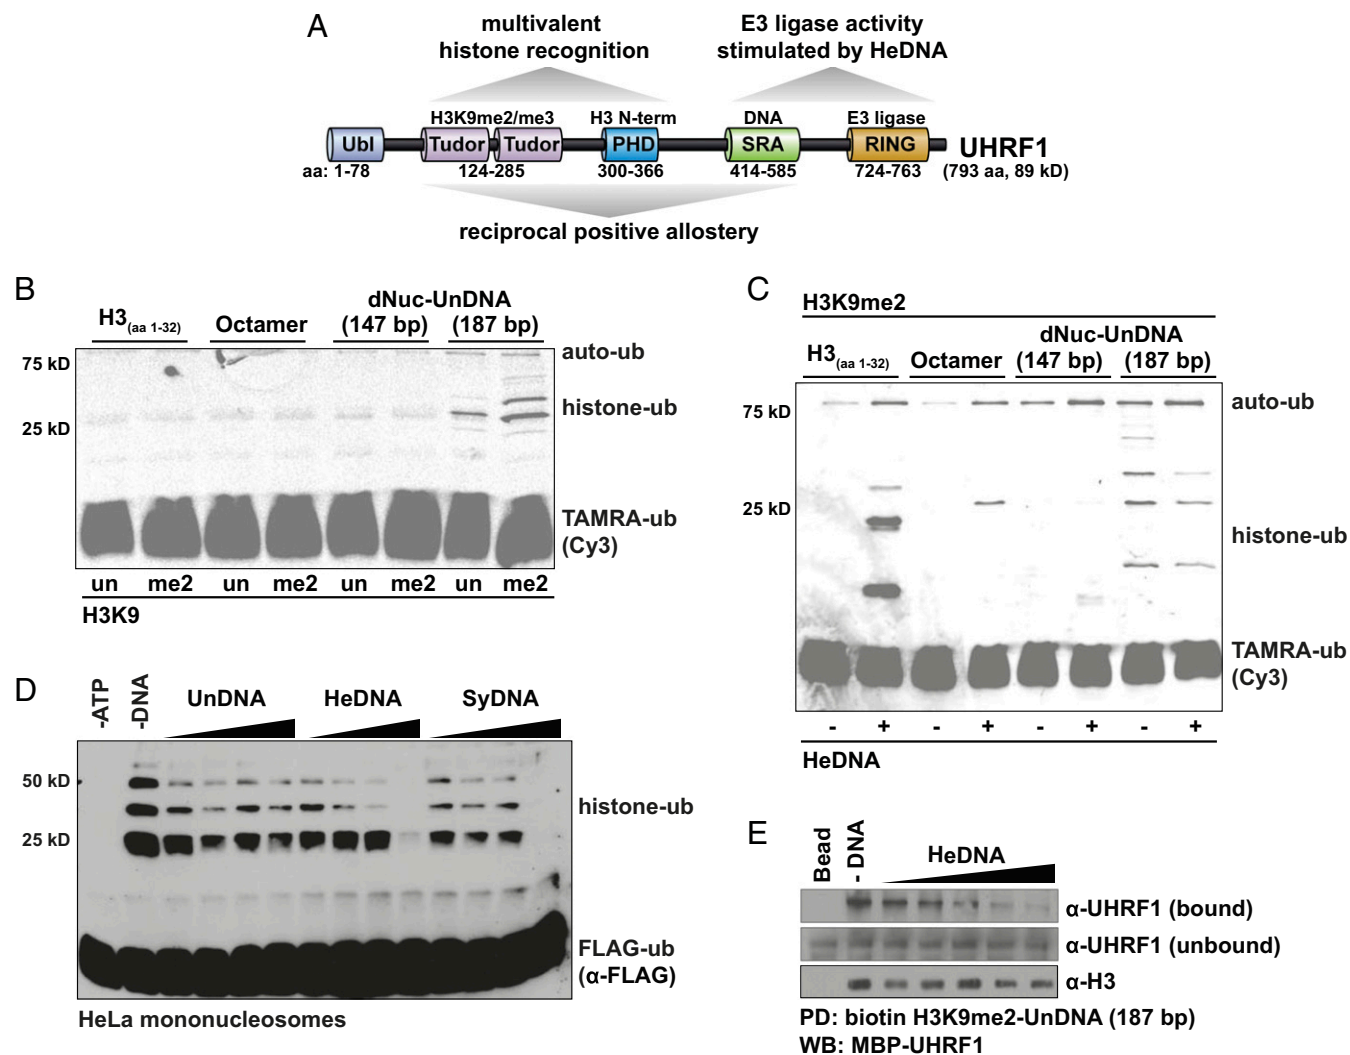 A
multivalent
histone recognition
E3 ligase activity
stimulated by HeDNA
H3K9me2/me3 H3 N-term DNA E3 ligase
Ubl Tudor Tudor PHD SRA RING UHRF1
aa: 1-78 124-285 300-366 414-585 724-763 (793 aa, 89 kD)
reciprocal positive allostery
B
dNuc-UnDNA
H3(aa 1-32) Octamer (147 bp) (187 bp)
75 kD auto-ub
histone-ub
25 kD
TAMRA-ub
(Cy3)
un me2 un me2 un me2 un me2
H3K9
C
H3K9me2
dNuc-UnDNA
H3(aa 1-32) Octamer (147 bp) (187 bp)
75 kD auto-ub
25 kD
histone-ub
TAMRA-ub
(Cy3)
- + - + - + - +
HeDNA
D
-ATP -DNA UnDNA HeDNA SyDNA
50 kD
histone-ub
25 kD
FLAG-ub
(α-FLAG)
HeLa mononucleosomes
E
Bead - DNA HeDNA
α-UHRF1 (bound)
α-UHRF1 (unbound)
α-H3
PD: biotin H3K9me2-UnDNA (187 bp)
WB: MBP-UHRF1